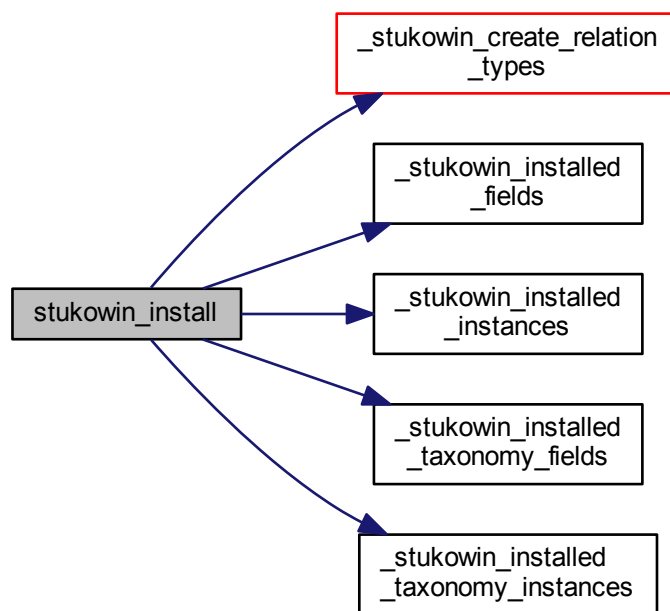 _stukowin_create_relation
_types
_stukowin_installed
_fields
stukowin_install
_stukowin_installed
_instances
_stukowin_installed
_taxonomy_fields
_stukowin_installed
_taxonomy_instances